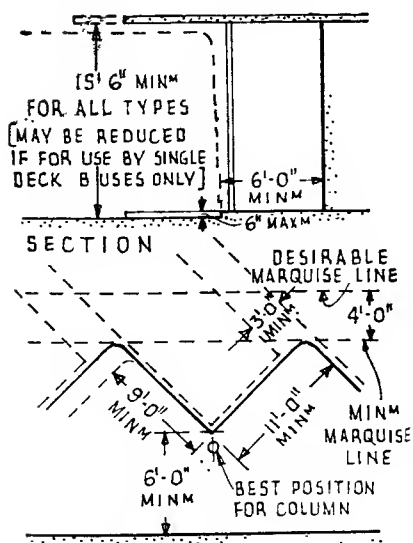 15' 6" MINᴹ
FOR ALL TYPES
[MAY BE REDUCED
IF FOR USE BY SINGLE
DECK BUSES ONLY]
6'-0"
MINᴹ
6" MAXᴹ
SECTION
DESIRABLE
MARQUISE LINE
3'-0"
MINᴹ
4'-0"
9'-0"
MINᴹ
11'-0"
MINᴹ
MINᴹ
MARQUISE
LINE
6'-0"
MINᴹ
BEST POSITION
FOR COLUMN